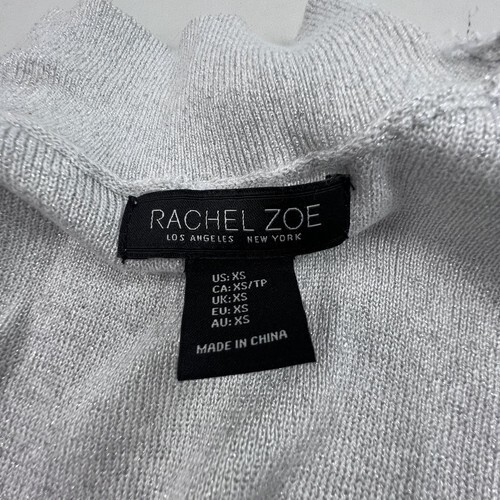 RACHEL ZOE
LOS ANGELES NEW YORK
US: XS
CA: XS/TP
UK: XS
EU: XS
AU: XS
MADE IN CHINA